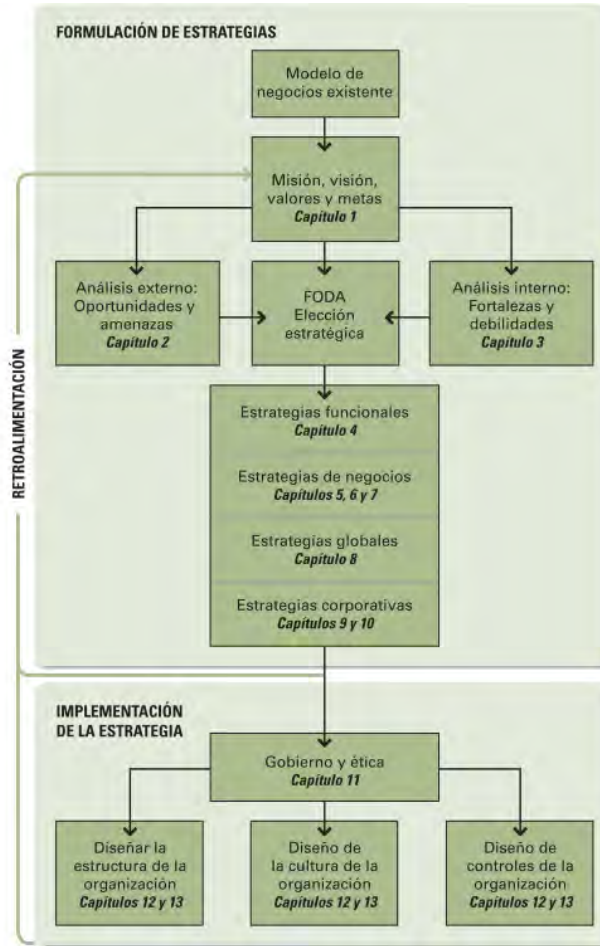 FORMULACIÓN DE ESTRATEGIAS
Modelo de
negocios existente
Misión, visión,
valores y metas
Capítulo 1
Análisis externo:
Oportunidades y
amenazas
Capítulo 2
FODA
Elección
estratégica
Análisis interno:
Fortalezas y
debilidades
Capítulo 3
RETROALIMENTACIÓN
Estrategias funcionales
Capítulo 4
Estrategias de negocios
Capítulos 5, 6 y 7
Estrategias globales
Capítulo 8
Estrategias corporativas
Capítulos 9 y 10
IMPLEMENTACIÓN
DE LA ESTRATEGIA
Gobierno y ética
Capítulo 11
Diseñar la
estructura de la
organización
Capítulos 12 y 13
Diseño de
la cultura de la
organización
Capítulos 12 y 13
Diseño de
controles de la
organización
Capítulos 12 y 13